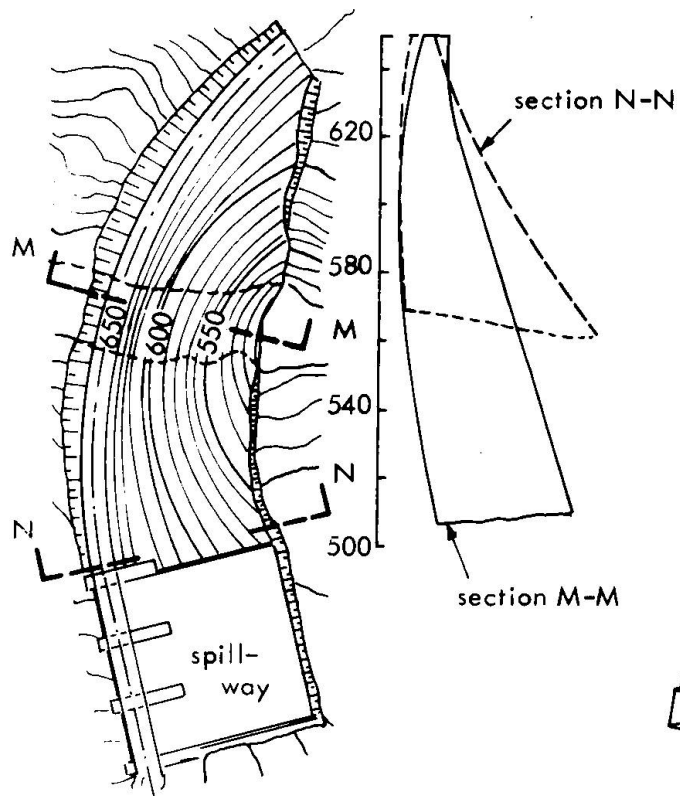 section N-N
620
M
580
650
600
550
M
540
N
N
500
section M-M
spill-
way